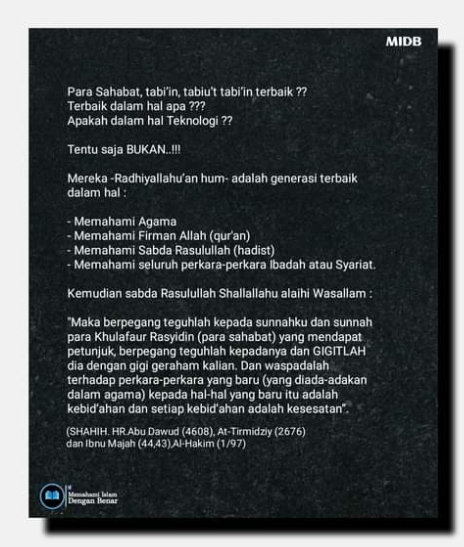 MIDB
Para Sahabat, tabi'in, tabiu't tabi'in terbaik ??
Terbaik dalam hal apa ???
Apakah dalam hal Teknologi ??
Tentu saja BUKAN..!!!
Mereka -Radhiyallahu'an hum- adalah generasi terbaik
dalam hal :
- Memahami Agama
- Memahami Firman Allah (qur'an)
- Memahami Sabda Rasulullah (hadist)
- Memahami seluruh perkara-perkara Ibadah atau Syariat.
Kemudian sabda Rasulullah Shallallahu alaihi Wasallam :
"Maka berpegang teguhlah kepada sunnahku dan sunnah
para Khulafaur Rasyidin (para sahabat) yang mendapat
petunjuk, berpegang teguhlah kepadanya dan GIGITLAH
dia dengan gigi geraham kalian. Dan waspadalah
terhadap perkara-perkara yang baru (yang diada-adakan
dalam agama) kepada hal-hal yang baru itu adalah
kebid'ahan dan setiap kebid'ahan adalah kesesatan".
(SHAHIH. HR.Abu Dawud (4608), At-Tirmidziy (2676)
dan Ibnu Majah (44,43),Al-Hakim (1/97)
Memahami Islam
Dengan Benar